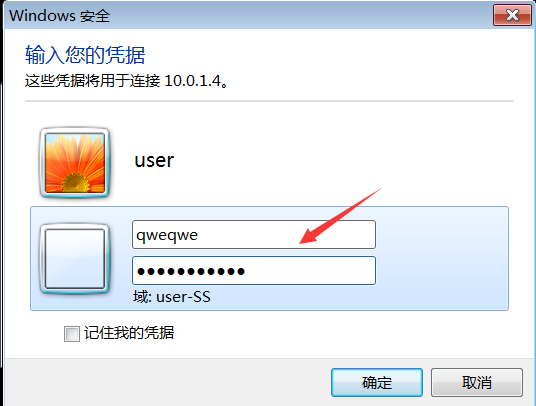 Windows 安全
输入您的凭据
这些凭据将用于连接 10.0.1.4。
user
qweqwe
●●●●●●●●●●●
域: user-SS
记住我的凭据
确定
取消